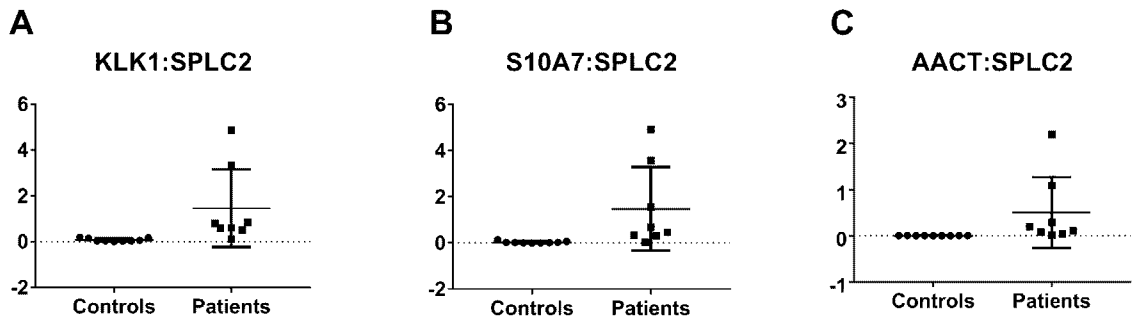 A
KLK1:SPLC2
6
4
2
0
-2
Controls
Patients
B
S10A7:SPLC2
6
4
2
0
-2
Controls
Patients
C
AACT:SPLC2
3
2
1
0
-1
Controls
Patients